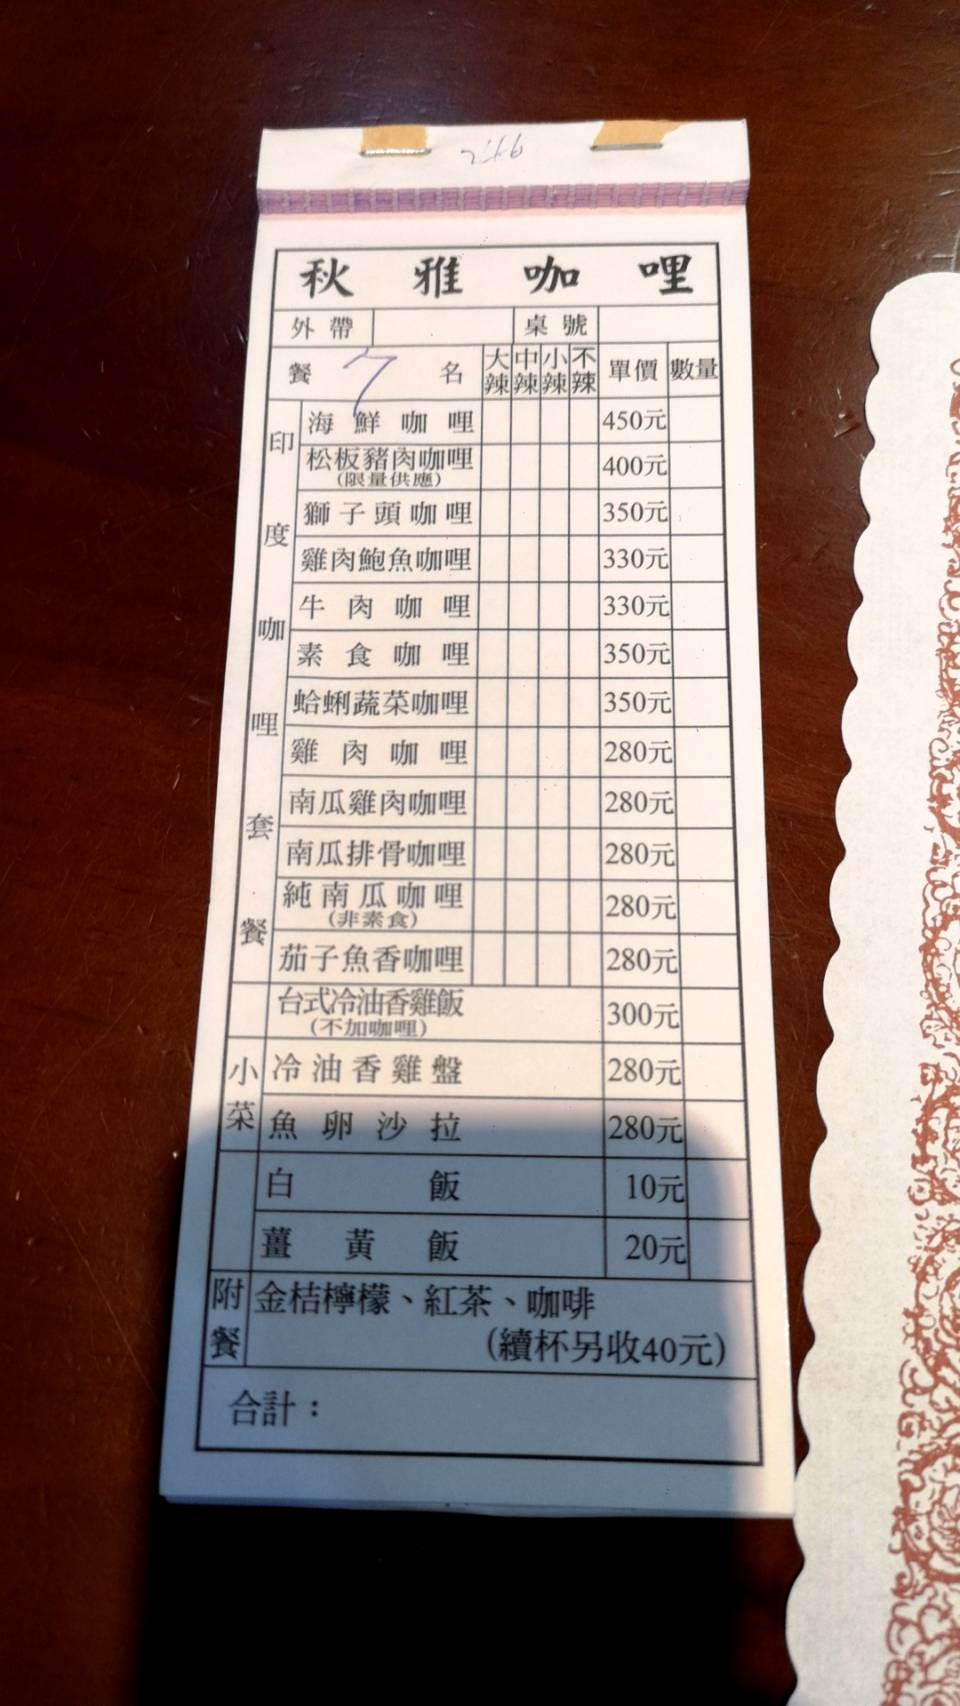 秋雅咖哩
外帶 桌號
餐名 大辣 中辣 小辣 不辣 單價 數量
7
印度咖哩套餐
海鮮咖哩 450元
松板豬肉咖哩 400元
(限量供應)
獅子頭咖哩 350元
雞肉鮑魚咖哩 330元
牛肉咖哩 330元
素食咖哩 350元
蛤蜊蔬菜咖哩 350元
雞肉咖哩 280元
南瓜雞肉咖哩 280元
南瓜排骨咖哩 280元
純南瓜咖哩 280元
(非素食)
茄子魚香咖哩 280元
台式冷油香雞飯 300元
(不加咖哩)
小菜
冷油香雞盤 280元
魚卵沙拉 280元
白飯 10元
薑黃飯 20元
附餐
金桔檸檬、紅茶、咖啡
(續杯另收40元)
合計：